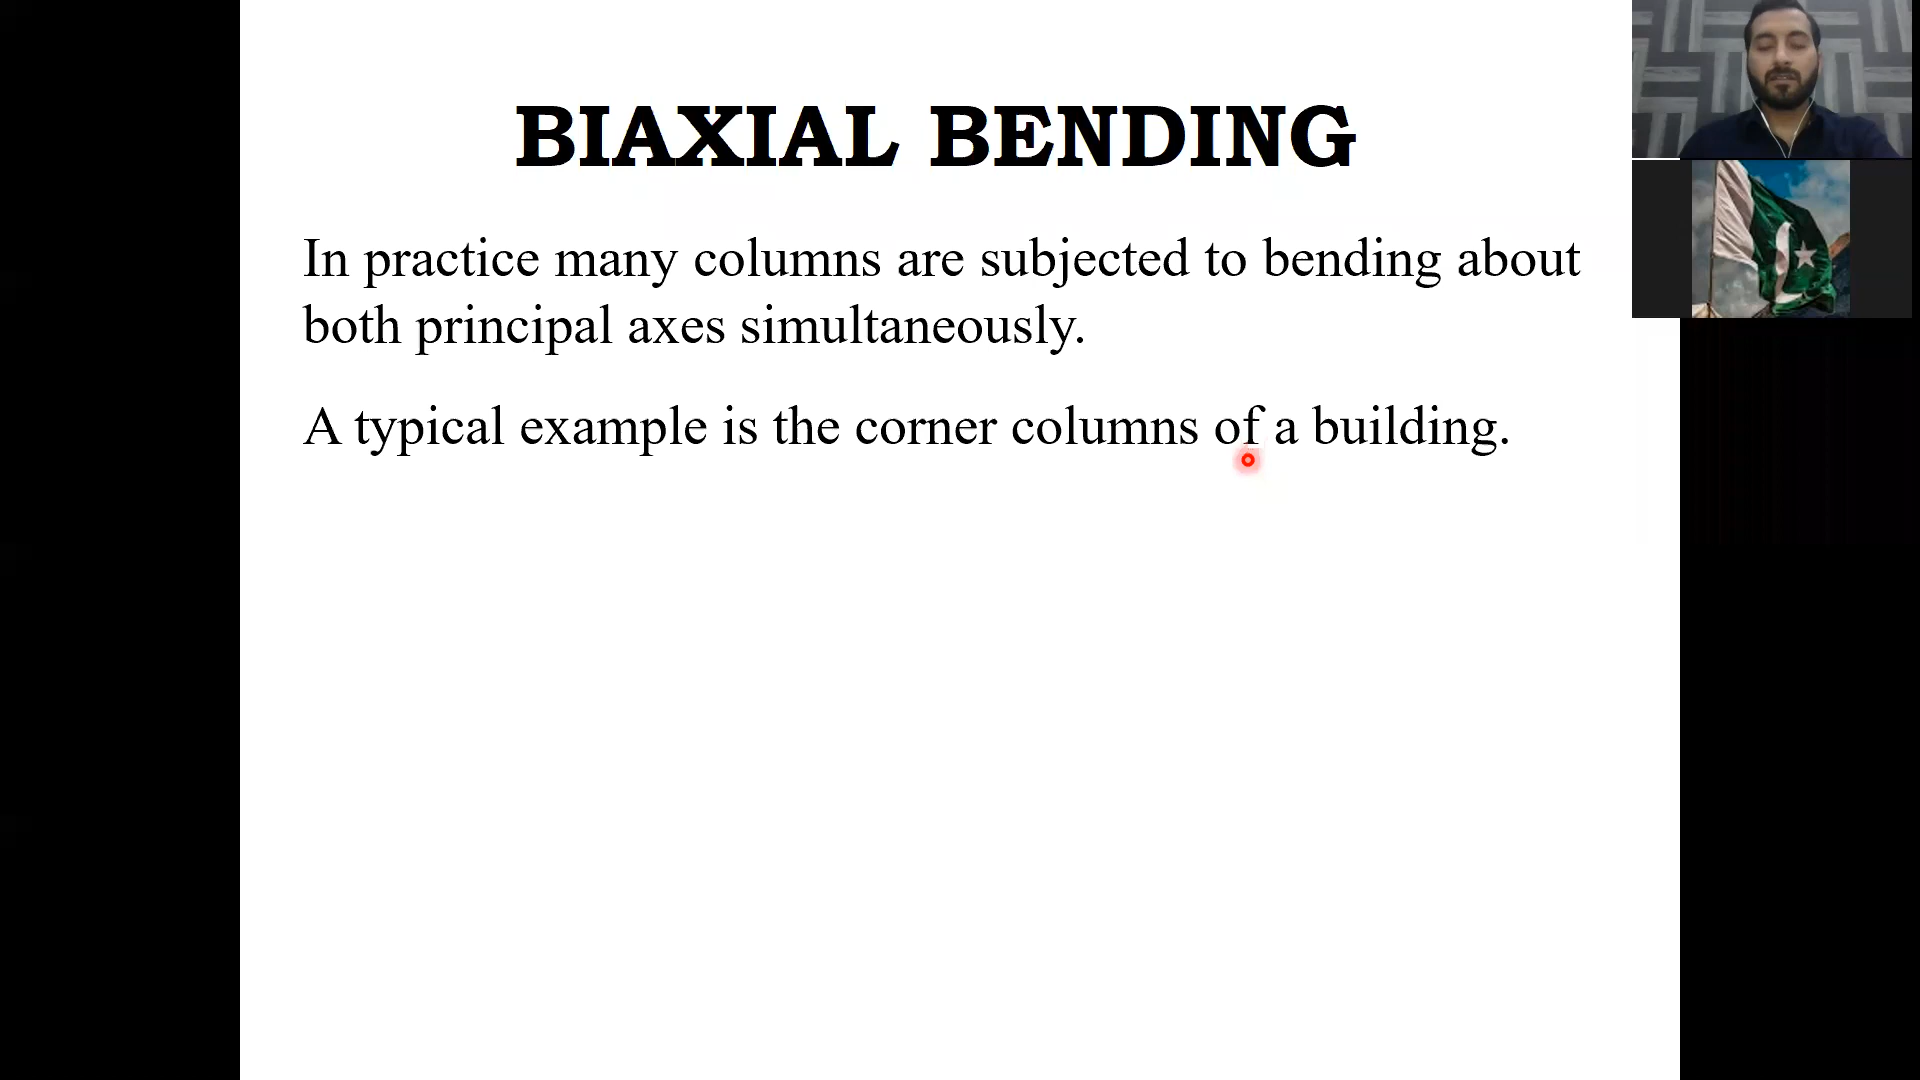 BIAXIAL BENDING
In practice many columns are subjected to bending about
both principal axes simultaneously.
A typical example is the corner columns of a building.